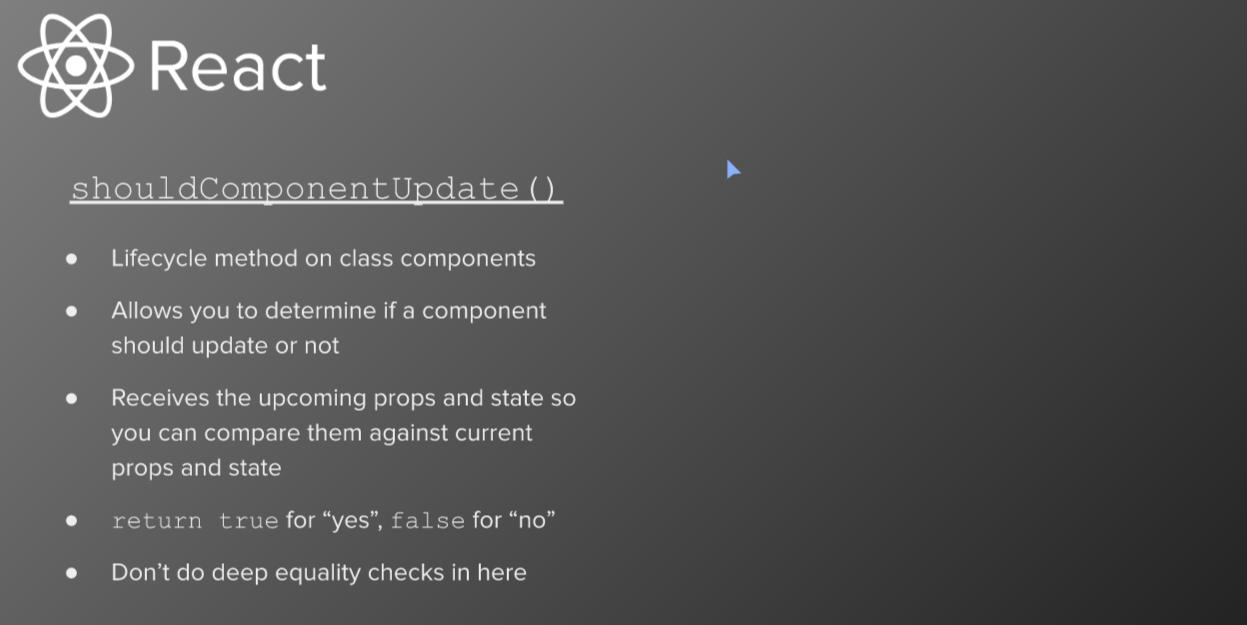 React
shouldComponentUpdate()
● Lifecycle method on class components
● Allows you to determine if a component
should update or not
● Receives the upcoming props and state so
you can compare them against current
props and state
● return true for “yes”, false for “no”
● Don’t do deep equality checks in here